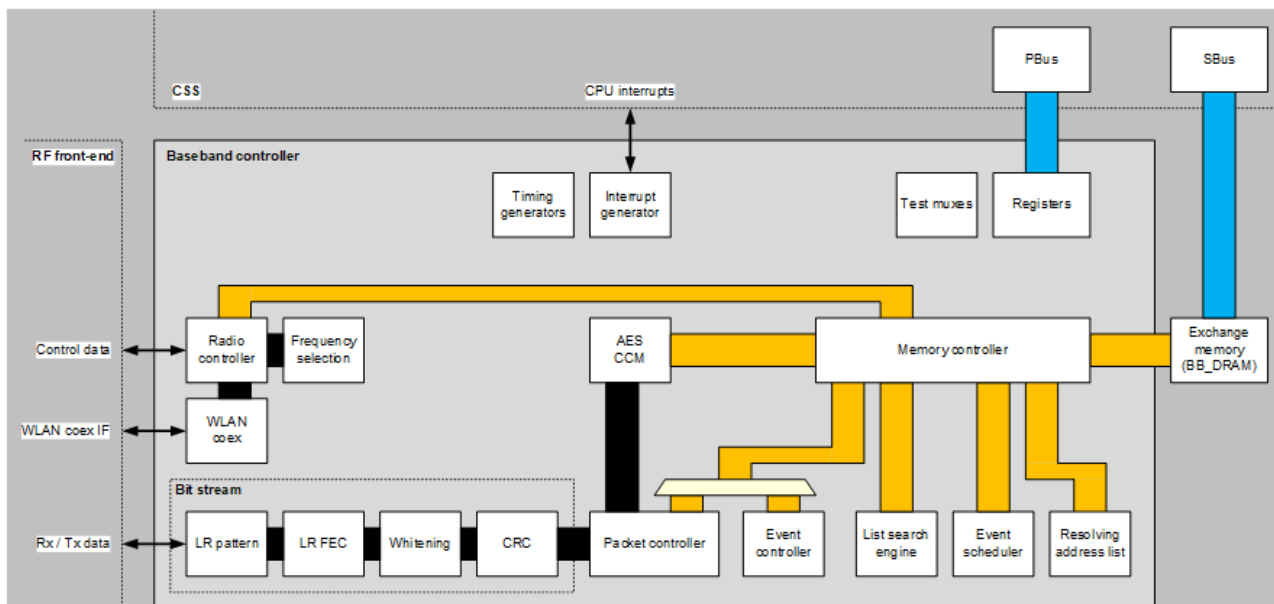 PBus
SBus
CSS
CPU interrupts
RF front-end
Baseband controller
Timing
generators
Interrupt
generator
Test muxes
Registers
Control data
Radio
controller
Frequency
selection
AES
CCM
Memory controller
Exchange
memory
(BB_DRAM)
WLAN coex IF
WLAN
coex
Bit stream
Rx / Tx data
LR pattern
LR FEC
Whitening
CRC
Packet controller
Event
controller
List search
engine
Event
scheduler
Resolving
address list